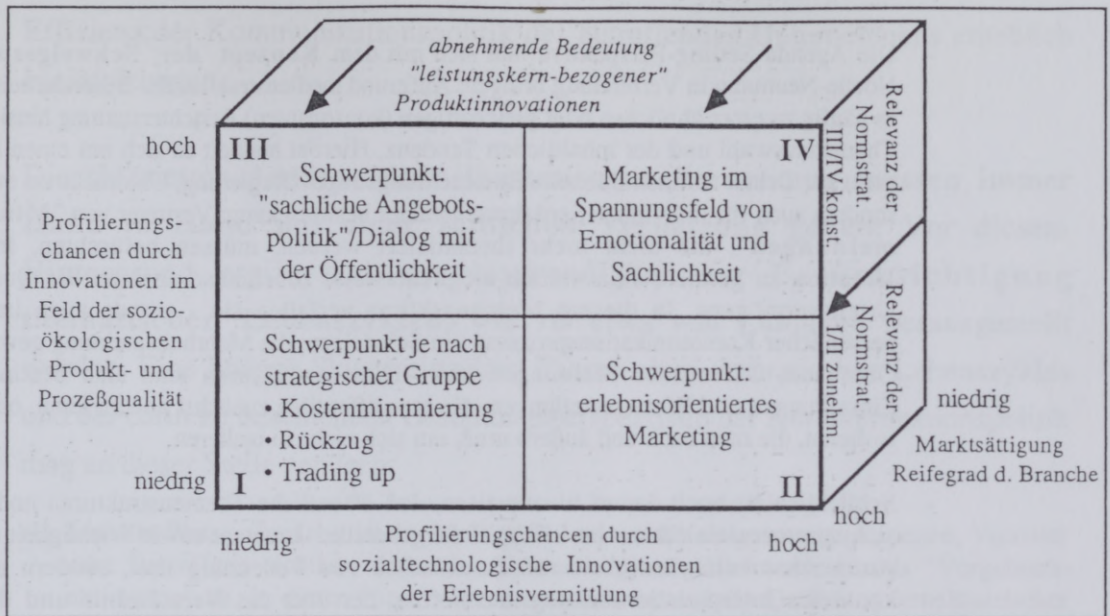 abnehmende Bedeutung
"leistungskern-bezogener"
Produktinnovationen
hoch
III
Schwerpunkt:
"sachliche Angebots-
politik"/Dialog mit
der Öffentlichkeit
IV
Marketing im
Spannungsfeld von
Emotionalität und
Sachlichkeit
Relevanz der
Normstrat.
III/IV konst.
Profilierungs-
chancen durch
Innovationen im
Feld der sozio-
ökologischen
Produkt- und
Prozeßqualität
Schwerpunkt je nach
strategischer Gruppe
• Kostenminimierung
• Rückzug
• Trading up
I
Schwerpunkt:
erlebnisorientiertes
Marketing
II
Relevanz der
Normstrate.
I/II zunehm
niedrig
Marktsättigung
Reifegrad d. Branche
hoch
niedrig
niedrig
Profilierungschancen durch
sozialtechnologische Innovationen
der Erlebnisvermittlung
hoch